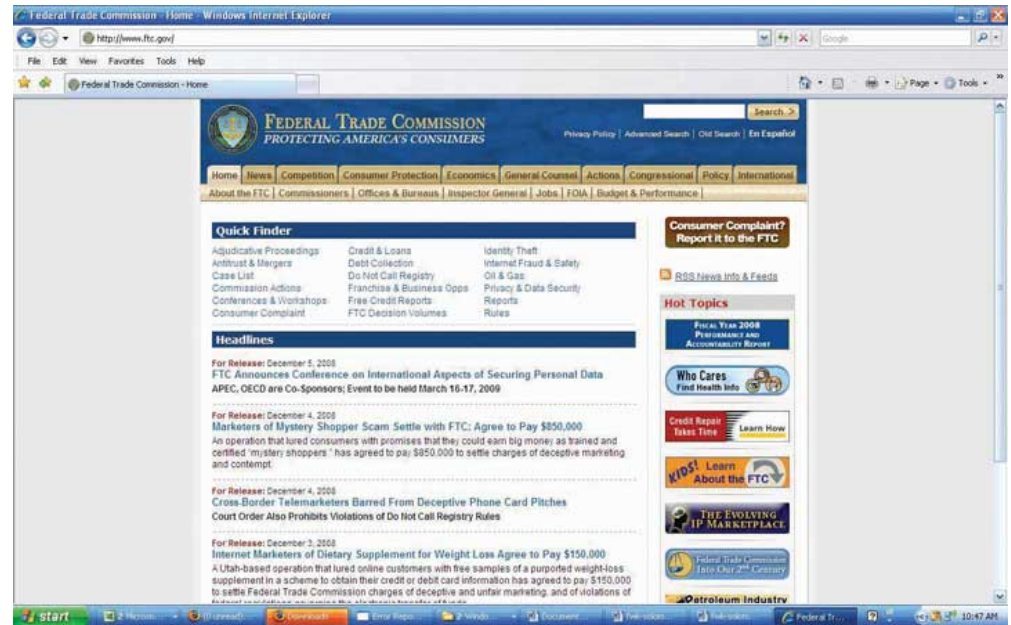 Federal Trade Commission - Home - Windows Internet Explorer
http://www.ftc.gov/
Google
File Edit View Favorites Tools Help
Federal Trade Commission - Home
Page Tools
FEDERAL TRADE COMMISSION
PROTECTING AMERICA'S CONSUMERS
Search >
Privacy Policy | Advanced Search | Old Search | En Español
Home News Competition Consumer Protection Economics General Counsel Actions Congressional Policy International
About the FTC | Commissioners | Offices & Bureaus | Inspector General | Jobs | FOIA | Budget & Performance |
Quick Finder
Adjudicative Proceedings Credit & Loans Identity Theft
Antitrust & Mergers Debt Collection Internet Fraud & Safety
Case List Do Not Call Registry Oil & Gas
Commission Actions Franchise & Business Opps Privacy & Data Security
Conferences & Workshops Free Credit Reports Reports
Consumer Complaint FTC Decision Volumes Rules
Headlines
For Release: December 5, 2008
FTC Announces Conference on International Aspects of Securing Personal Data
APEC, OECD are Co-Sponsors; Event to be held March 16-17, 2009
For Release: December 4, 2008
Marketers of Mystery Shopper Scam Settle with FTC; Agree to Pay $850,000
An operation that lured consumers with promises that they could earn big money as trained and
certified "mystery shoppers " has agreed to pay $850,000 to settle charges of deceptive marketing
and contempt.
For Release: December 4, 2008
Cross-Border Telemarketers Barred From Deceptive Phone Card Pitches
Court Order Also Prohibits Violations of Do Not Call Registry Rules
For Release: December 3, 2008
Internet Marketers of Dietary Supplement for Weight Loss Agree to Pay $150,000
A Utah-based operation that lured online customers with free samples of a purported weight-loss
supplement in a scheme to obtain their credit or debit card information has agreed to pay $150,000
to settle Federal Trade Commission charges of deceptive and unfair marketing, and of violations of
Consumer Complaint?
Report it to the FTC
RSS News Info & Feeds
Hot Topics
FISCAL YEAR 2008
PERFORMANCE AND
ACCOUNTABILITY REPORT
Who Cares
Find Health Info
Credit Repair
Takes Time
Learn How
KIDS! Learn
About the FTC
THE EVOLVING
IP MARKETPLACE
Federal Trade Commission
Into Our 2nd Century
Petroleum Industry
start
Downloads
Document...
Federal Tr...
10:47 AM